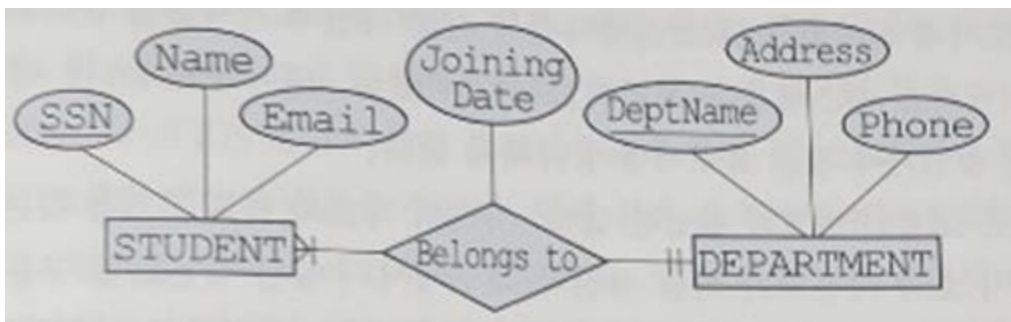 Name
Joining
Date
Address
SSN
Email
DeptName
Phone
STUDENT
Belongs to
DEPARTMENT